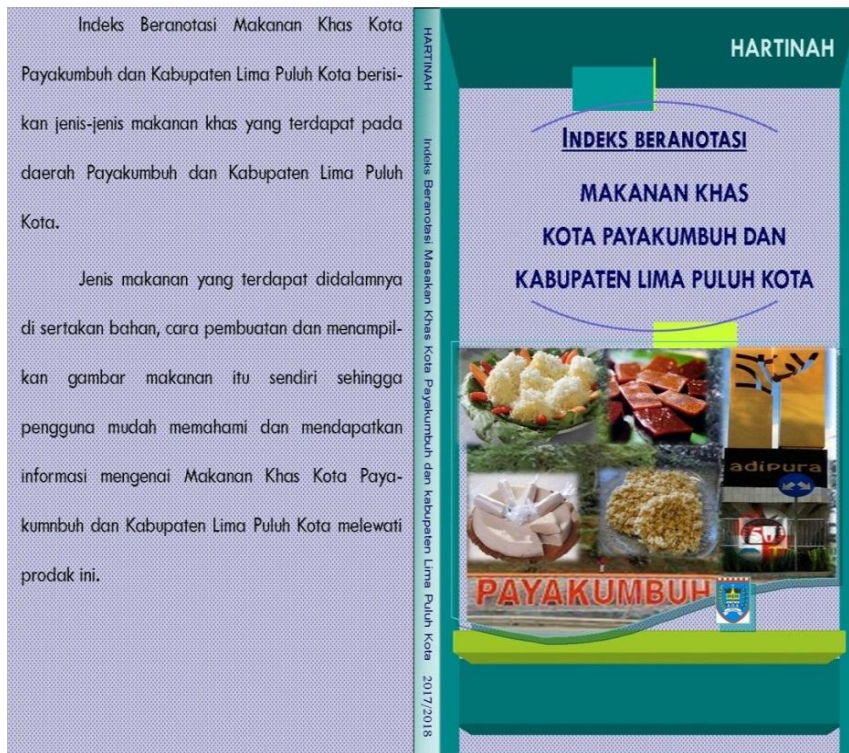 Indeks Beranotasi Makanan Khas Kota
Payakumbuh dan Kabupaten Lima Puluh Kota berisi-
kan jenis-jenis makanan khas yang terdapat pada
daerah Payakumbuh dan Kabupaten Lima Puluh
Kota.
Jenis makanan yang terdapat didalamnya
di sertakan bahan, cara pembuatan dan menampil-
kan gambar makanan itu sendiri sehingga
pengguna mudah memahami dan mendapatkan
informasi mengenai Makanan Khas Kota Paya-
kumnbuh dan Kabupaten Lima Puluh Kota melewati
prodak ini.
HARTINAH Indeks Beranotasi Masakan Khas Kota Payakumbuh dan kabupaten Lima Puluh Kota 2017/2018
HARTINAH
INDEKS BERANOTASI
MAKANAN KHAS
KOTA PAYAKUMBUH DAN
KABUPATEN LIMA PULUH KOTA
adipura
PAYAKUMBUH